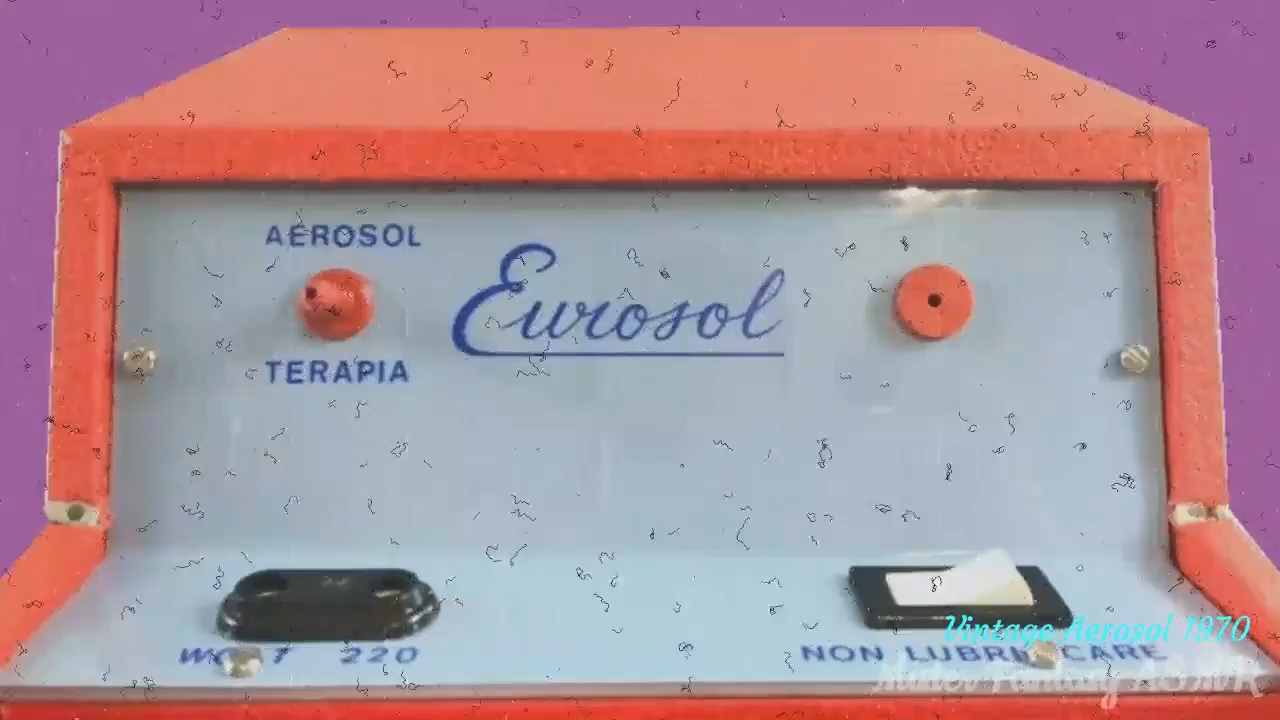 AEROSOL
Eurosol
TERAPIA
220
NON LUBRIFICARE
Vintage Aerosol 1970